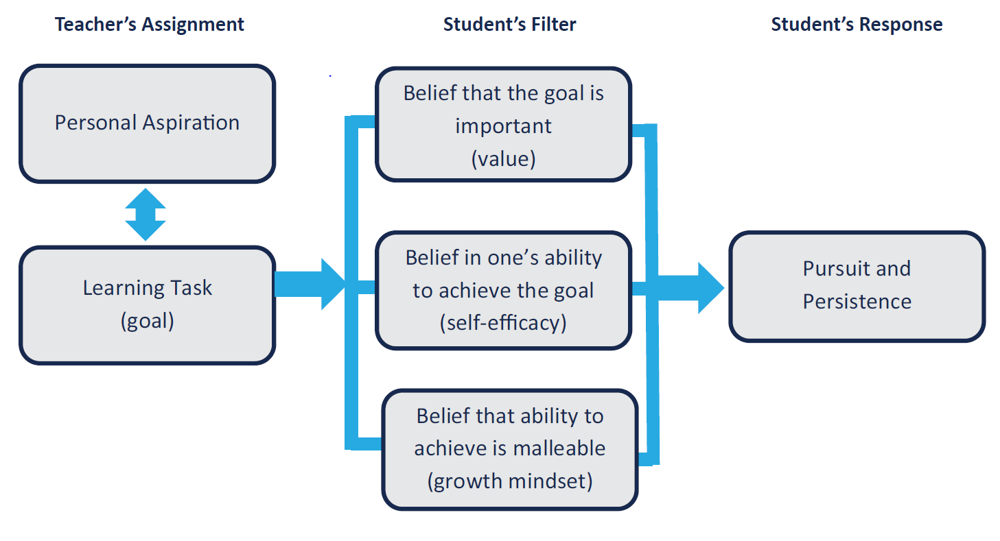 Teacher’s Assignment
Student’s Filter
Student’s Response
Personal Aspiration
Learning Task
(goal)
Belief that the goal is
important
(value)
Belief in one’s ability
to achieve the goal
(self-efficacy)
Belief that ability to
achieve is malleable
(growth mindset)
Pursuit and
Persistence